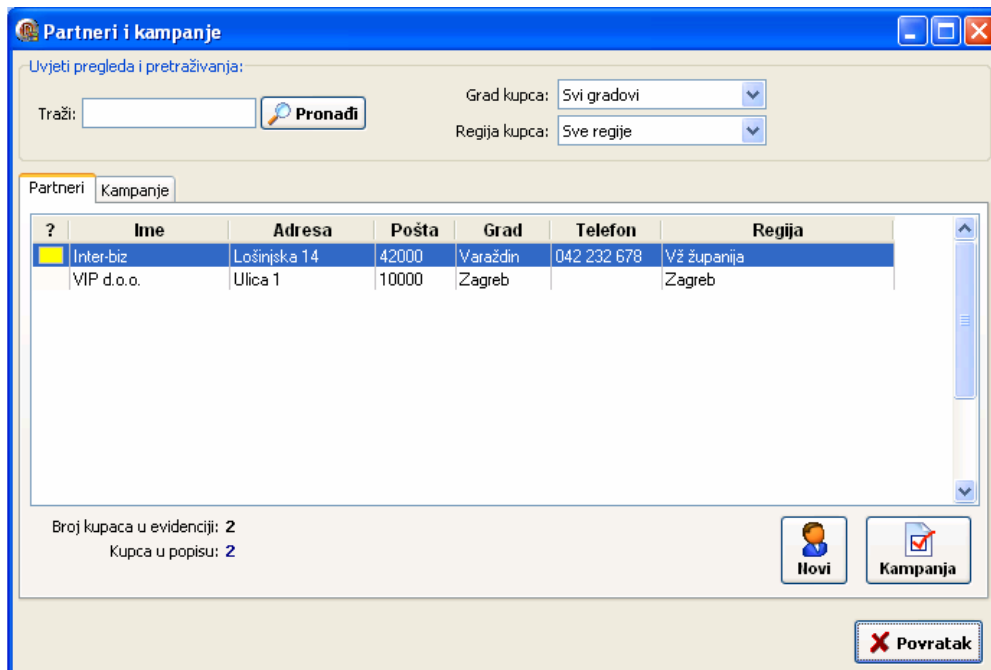 Partneri i kampanje
Uvjeti pregleda i pretraživanja:
Traži: Pronađi Grad kupca: Svi gradovi
Regija kupca: Sve regije
Partneri Kampanje
? Ime Adresa Pošta Grad Telefon Regija
Inter-biz Lošinjska 14 42000 Varaždin 042 232 678 Vž županija
VIP d.o.o. Ulica 1 10000 Zagreb Zagreb
Broj kupaca u evidenciji: 2
Kupca u popisu: 2
Novi Kampanja
Povratak